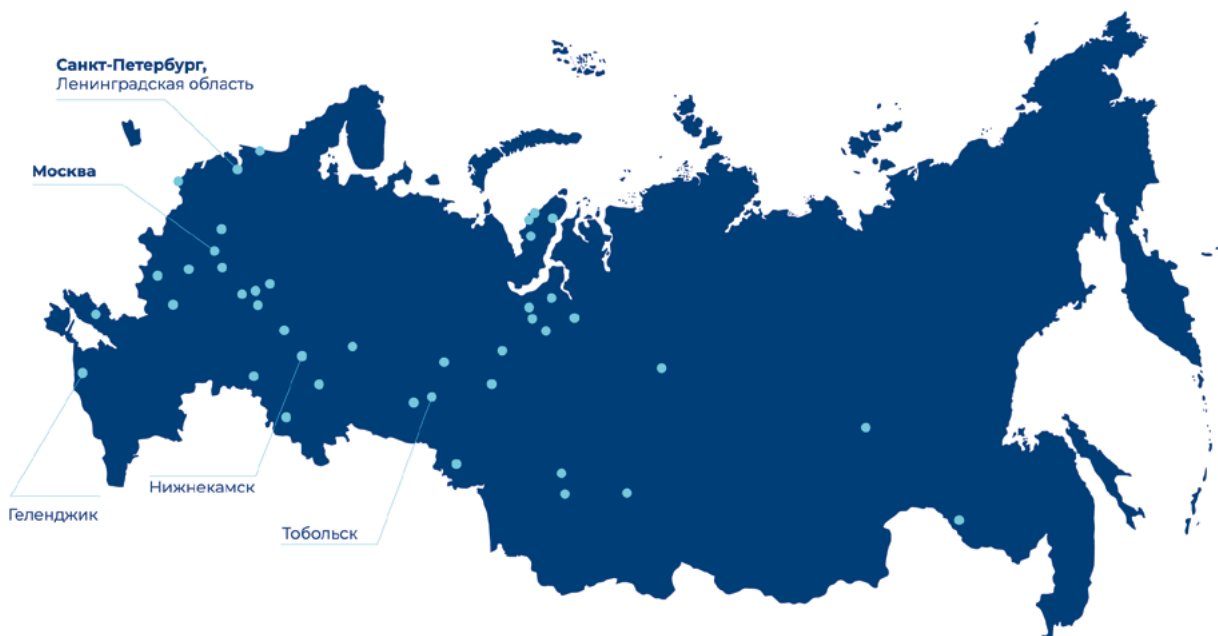 Санкт-Петербург,
Ленинградская область
Москва
Нижнекамск
Геленджик
Тобольск